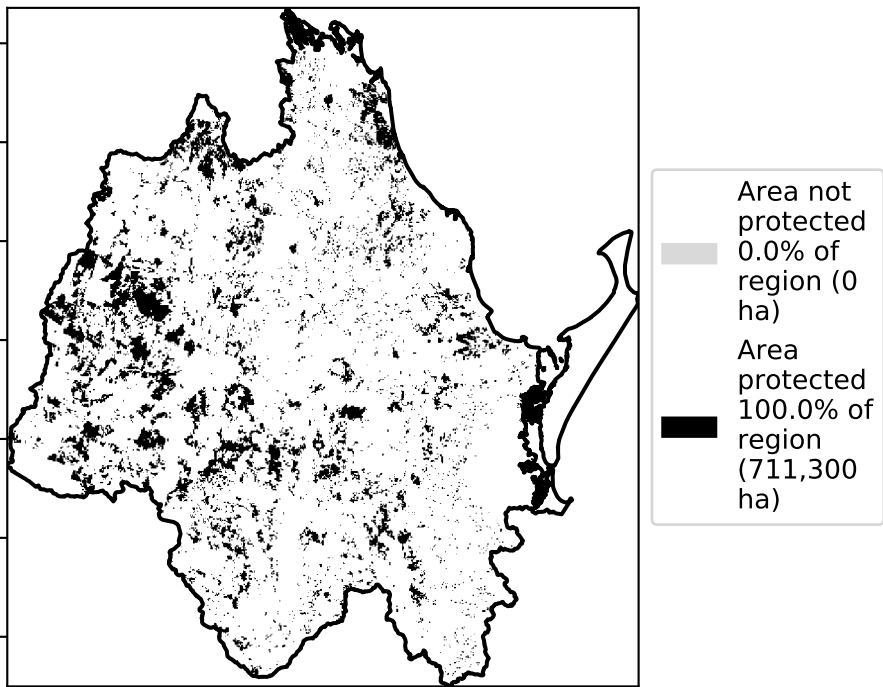 Area not
protected
0.0% of
region (0
ha)
Area
protected
100.0% of
region
(711,300
ha)